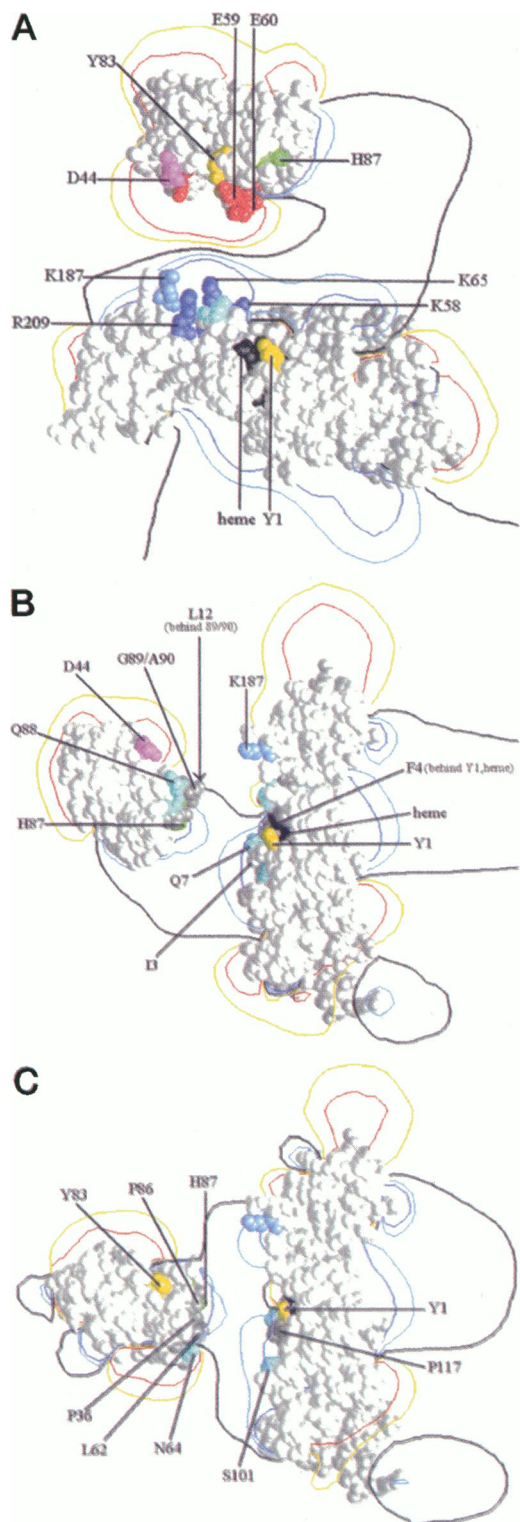 A
E59 E60
Y83
H87
D44
K187
K65
K58
R209
heme Y1
B
L12
(behind 89/90)
G89/A90
D44
K187
Q88
F4 (behind Y1,heme)
heme
H87
Y1
Q7
I3
C
Y83
P86
H87
Y1
P117
P36
L62
N64
S101